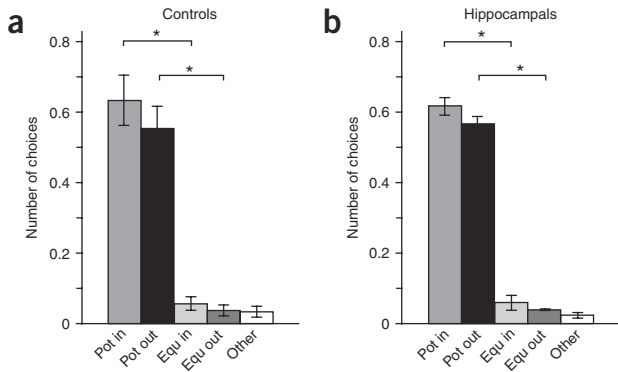 a
Controls
*
*
Number of choices
0.8
0.6
0.4
0.2
0
Pot in
Pot out
Equ in
Equ out
Other
b
Hippocampals
*
*
Number of choices
0.8
0.6
0.4
0.2
0
Pot in
Pot out
Equ in
Equ out
Other